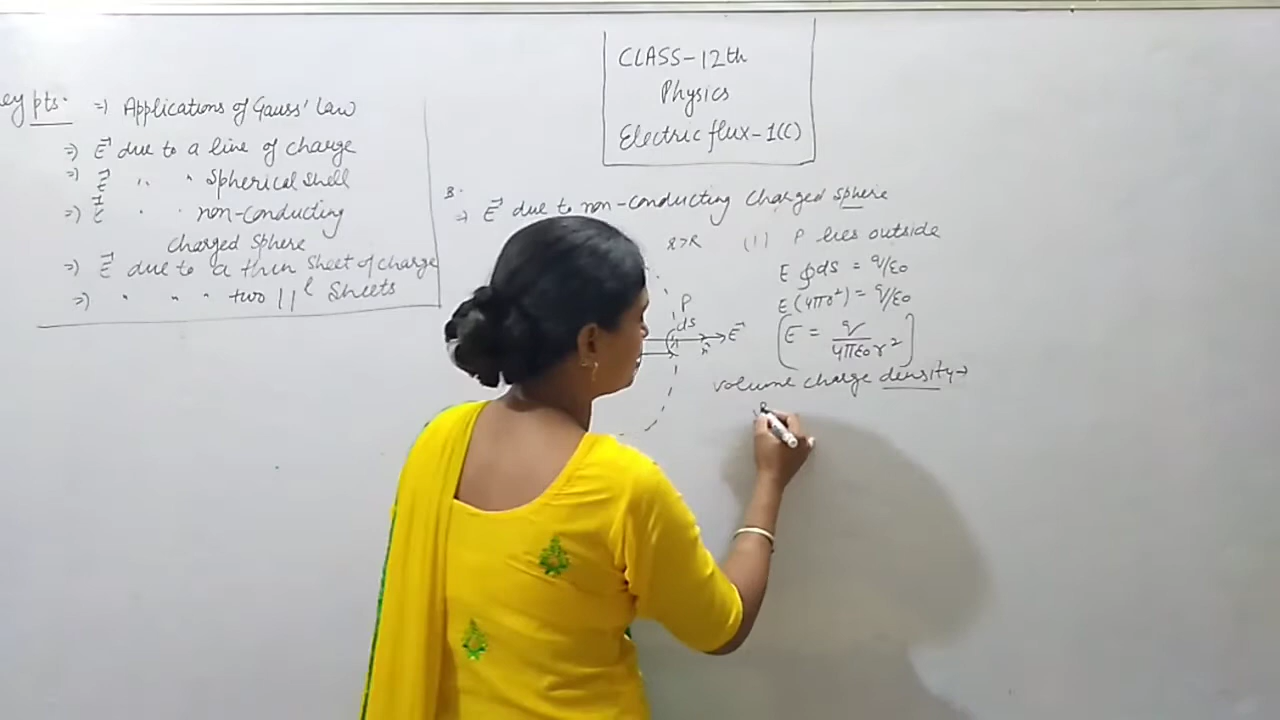 CLASS-12th
Physics
Electric flux-1(C)
ey pts. => Applications of Gauss' Law
=> E⃗ due to a line of charge
=> E⃗ " " Spherical shell
=> E⃗ " " non-conducting
charged sphere
=> E⃗ due to a thin sheet of charge
=> " " " two ||l Sheets
B.
=> E⃗ due to non-conducting charged sphere
r>R (1) P lies outside
E ∮ds = q/ε0
E(4πr²) = q/ε0
E = q/4πε0r²
P
ds
n̂
E⃗
volume charge density→